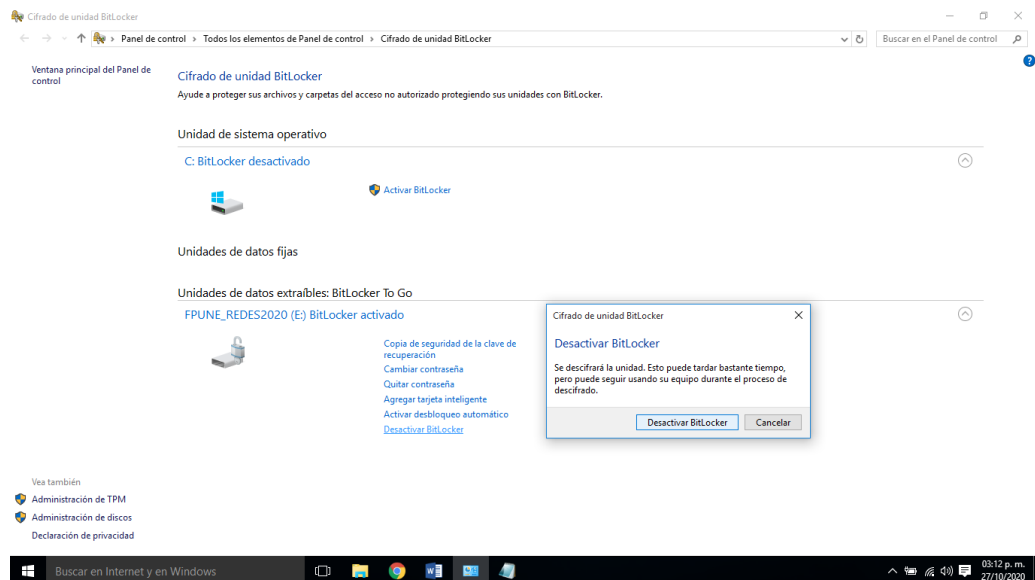 Cifrado de unidad BitLocker
Panel de control > Todos los elementos de Panel de control > Cifrado de unidad BitLocker
Buscar en el Panel de control
Ventana principal del Panel de
control
Cifrado de unidad BitLocker
Ayude a proteger sus archivos y carpetas del acceso no autorizado protegiendo sus unidades con BitLocker.
Unidad de sistema operativo
C: BitLocker desactivado
Activar BitLocker
Unidades de datos fijas
Unidades de datos extraíbles: BitLocker To Go
FPUNE_REDES2020 (E:) BitLocker activado
Copia de seguridad de la clave de
recuperación
Cambiar contraseña
Quitar contraseña
Agregar tarjeta inteligente
Activar desbloqueo automático
Desactivar BitLocker
Cifrado de unidad BitLocker
Desactivar BitLocker
Se descifrará la unidad. Esto puede tardar bastante tiempo,
pero puede seguir usando su equipo durante el proceso de
descifrado.
Desactivar BitLocker
Cancelar
Vea también
Administración de TPM
Administración de discos
Declaración de privacidad
Buscar en Internet y en Windows
03:12 p. m.
27/10/2020